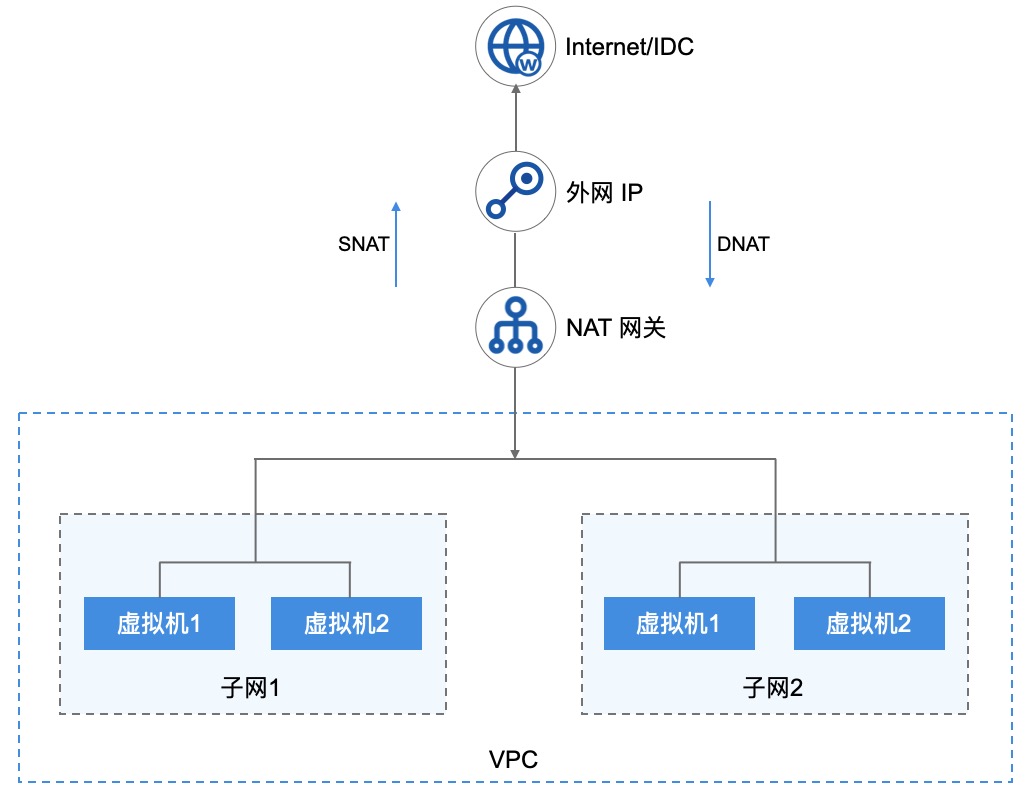 Internet/IDC
外网 IP
SNAT
DNAT
NAT 网关
虚拟机1
虚拟机2
虚拟机1
虚拟机2
子网1
子网2
VPC